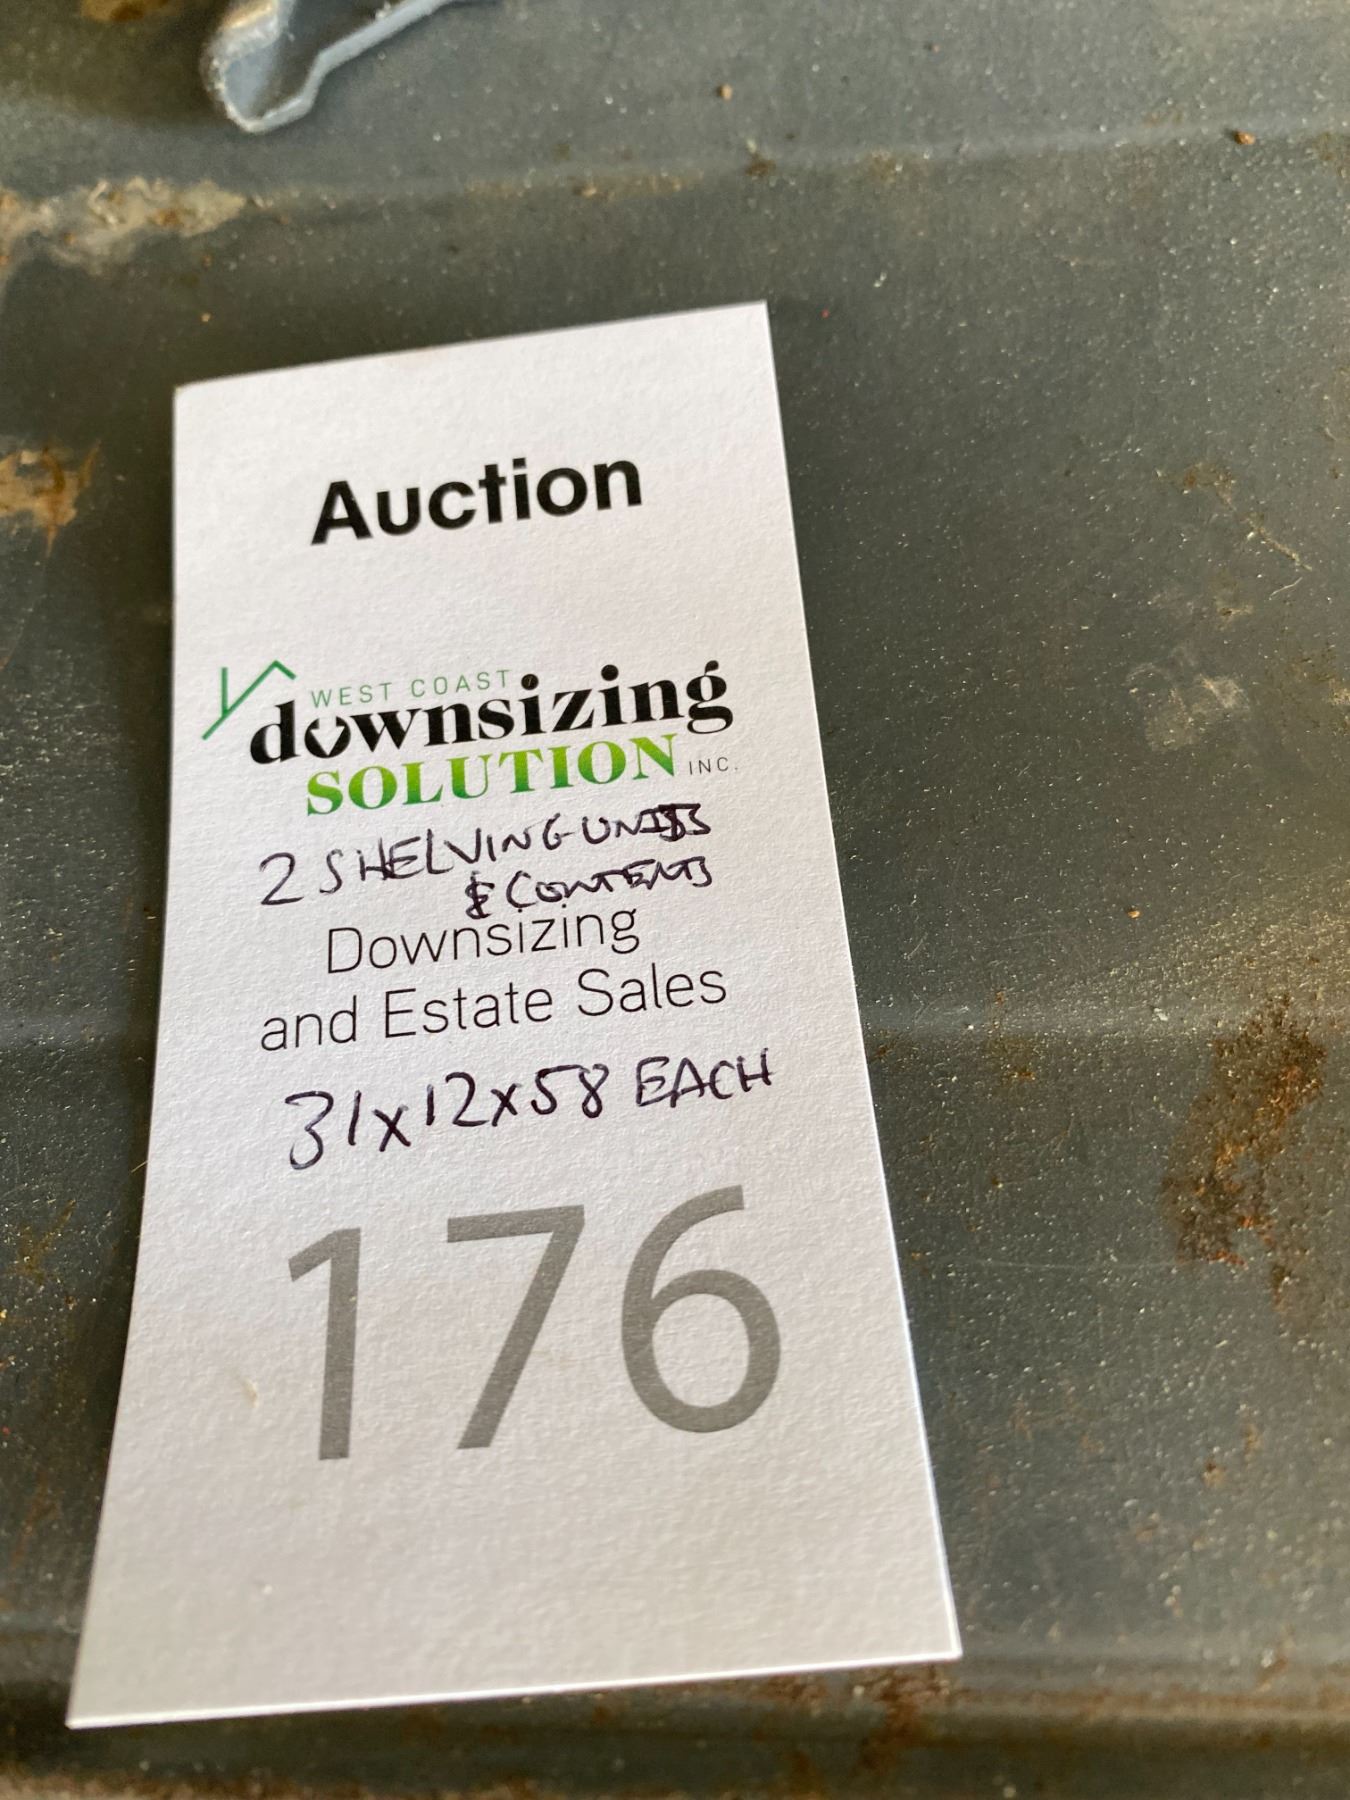 Auction
WEST COAST
downsizing
SOLUTION INC.
2 SHELVING UNITS
& CONTENTS
Downsizing
and Estate Sales
31x12x58 EACH
176